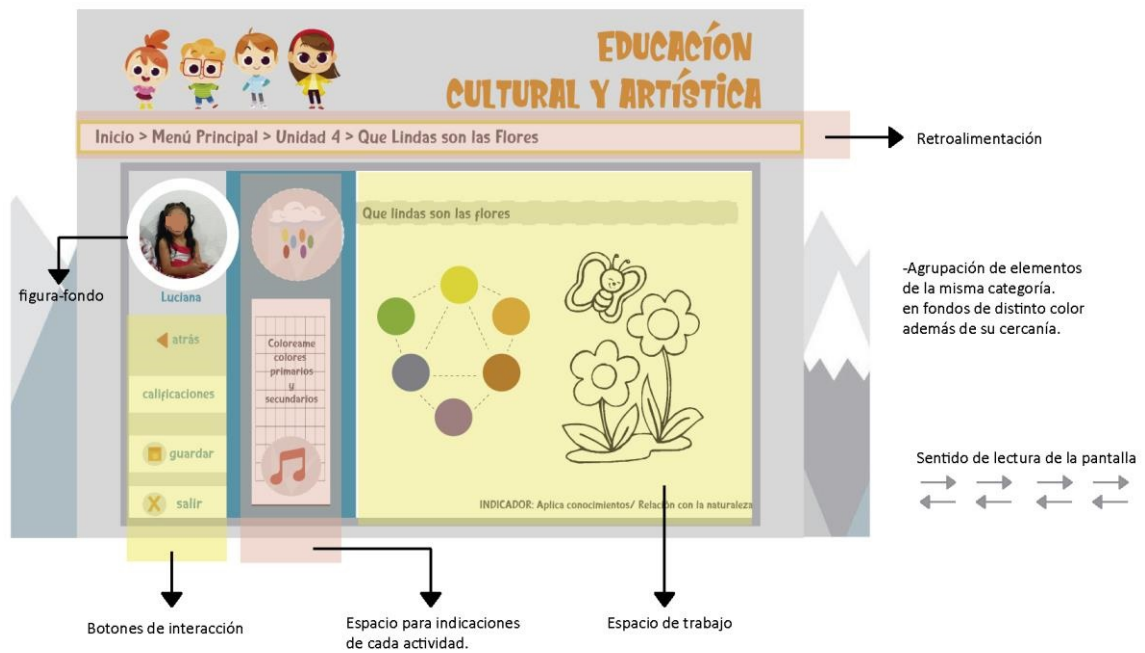 EDUCACÍON
CULTURAL Y ARTÍSTICA
Inicio > Menú Principal > Unidad 4 > Que Lindas son las Flores
Retroalimentación
Que lindas son las flores
figura-fondo
Luciana
atrás
calificaciones
guardar
salir
Coloreame
colores
primarios
y
secundarios
INDICADOR: Aplica conocimientos/ Relación con la naturaleza
-Agrupación de elementos
de la misma categoría.
en fondos de distinto color
además de su cercanía.
Sentido de lectura de la pantalla
Botones de interacción
Espacio para indicaciones
de cada actividad.
Espacio de trabajo